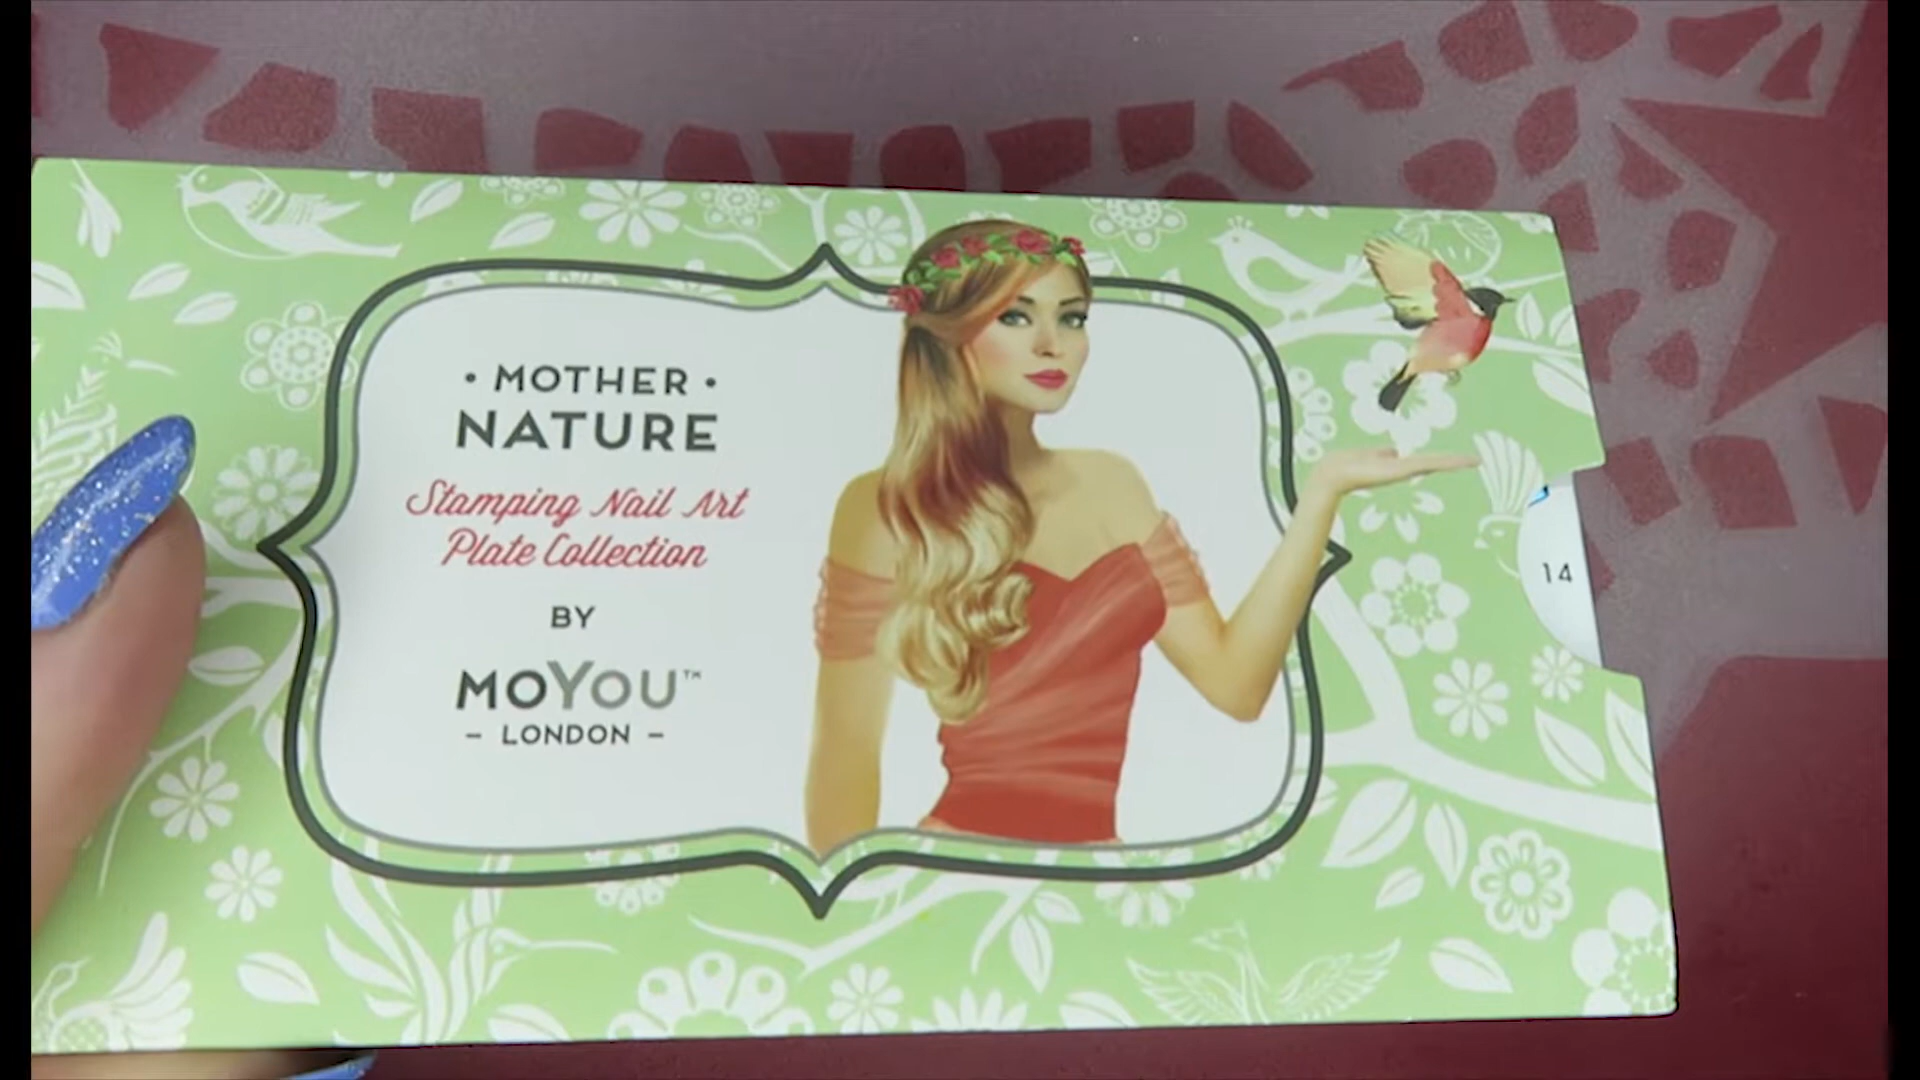 • MOTHER •
NATURE
Stamping Nail Art
Plate Collection
BY
MOYOU™
– LONDON –
14